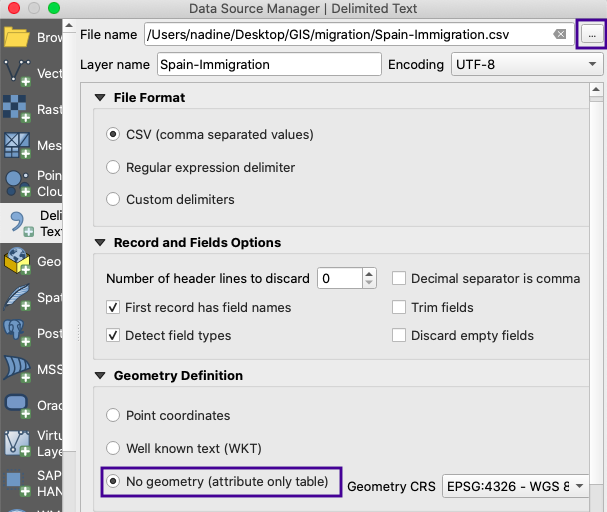 Data Source Manager | Delimited Text
File name /Users/nadine/Desktop/GIS/migration/Spain-Immigration.csv ...
Layer name Spain-Immigration Encoding UTF-8
Brow
Vect
Rast
Mes
Poin
Clou
Deli
Tex
Geo
Spat
Post
MSS
Orac
Virtu
Laye
SAP
HAN
File Format
CSV (comma separated values)
Regular expression delimiter
Custom delimiters
Record and Fields Options
Number of header lines to discard 0 Decimal separator is comma
First record has field names Trim fields
Detect field types Discard empty fields
Geometry Definition
Point coordinates
Well known text (WKT)
No geometry (attribute only table) Geometry CRS EPSG:4326 - WGS 8